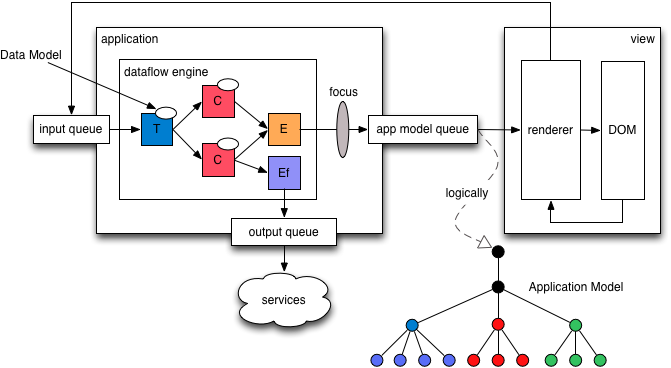 application
view
Data Model
dataflow engine
focus
C
input queue
T
E
app model queue
renderer
DOM
C
Ef
logically
output queue
services
Application Model